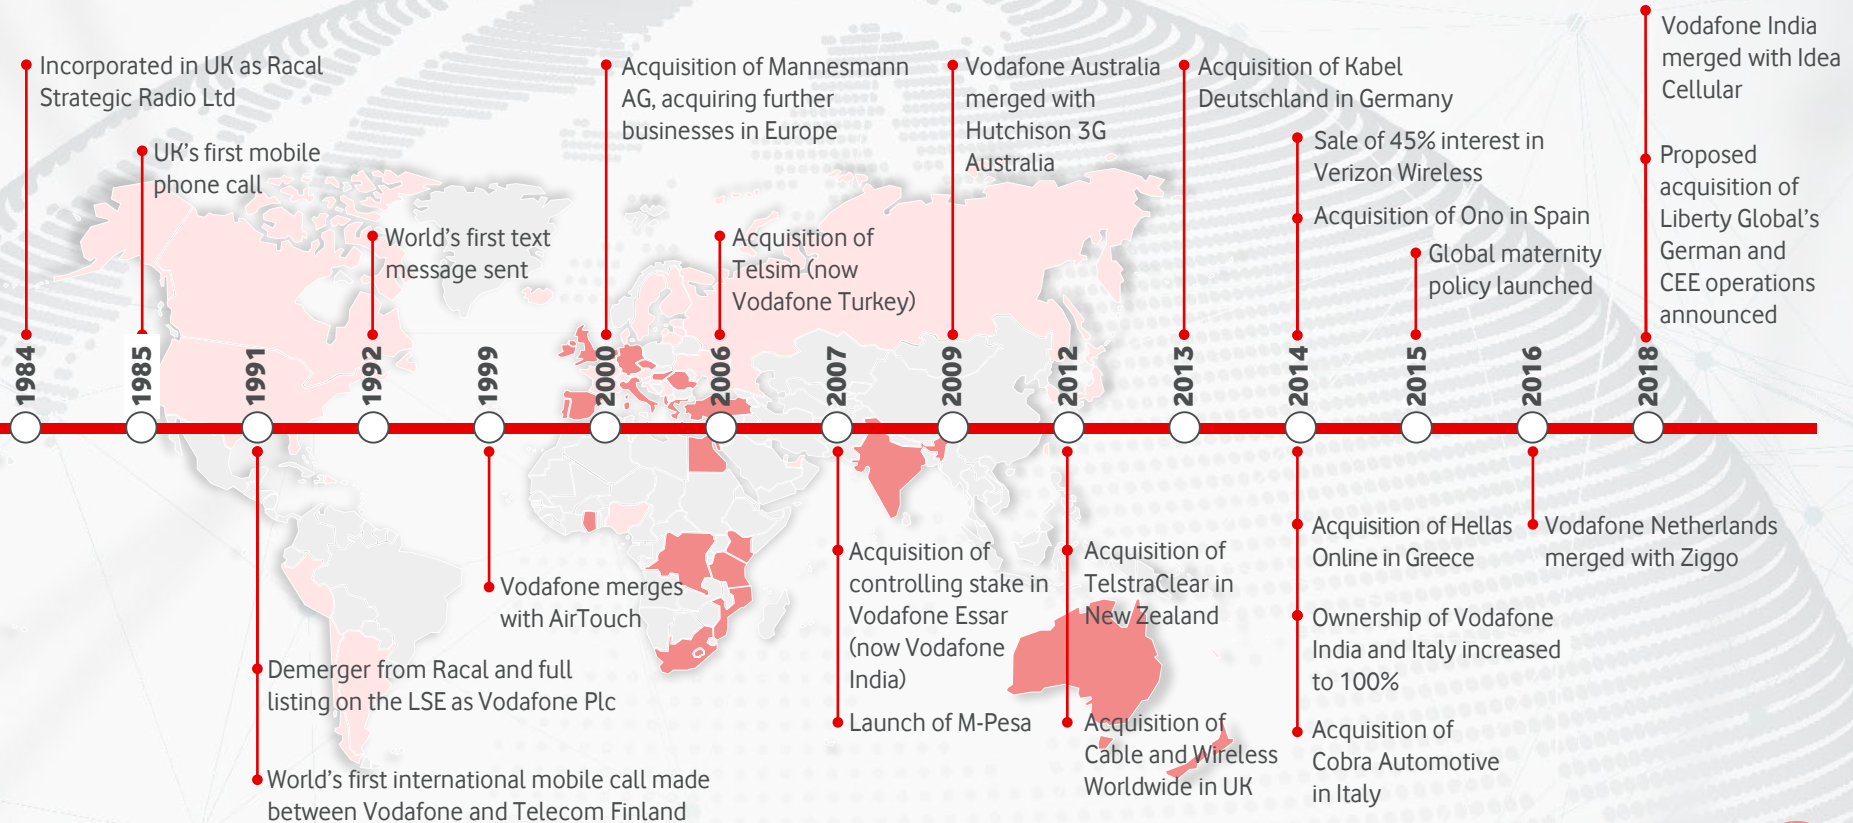 Incorporated in UK as Racal
Strategic Radio Ltd
UK's first mobile
phone call
World's first text
message sent
Acquisition of Mannesmann
AG, acquiring further
businesses in Europe
Acquisition of
Telsim (now
Vodafone Turkey)
Vodafone Australia
merged with
Hutchison 3G
Australia
Acquisition of Kabel
Deutschland in Germany
Sale of 45% interest in
Verizon Wireless
Acquisition of Ono in Spain
Global maternity
policy launched
Vodafone India
merged with Idea
Cellular
Proposed
acquisition of
Liberty Global's
German and
CEE operations
announced
1984
1985
1991
1992
1999
2000
2006
2007
2009
2012
2013
2014
2015
2016
2018
Demerger from Racal and full
listing on the LSE as Vodafone Plc
World's first international mobile call made
between Vodafone and Telecom Finland
Vodafone merges
with AirTouch
Acquisition of
controlling stake in
Vodafone Essar
(now Vodafone
India)
Launch of M-Pesa
Acquisition of
TelstraClear in
New Zealand
Acquisition of
Cable and Wireless
Worldwide in UK
Acquisition of Hellas
Online in Greece
Ownership of Vodafone
India and Italy increased
to 100%
Acquisition of
Cobra Automotive
in Italy
Vodafone Netherlands
merged with Ziggo